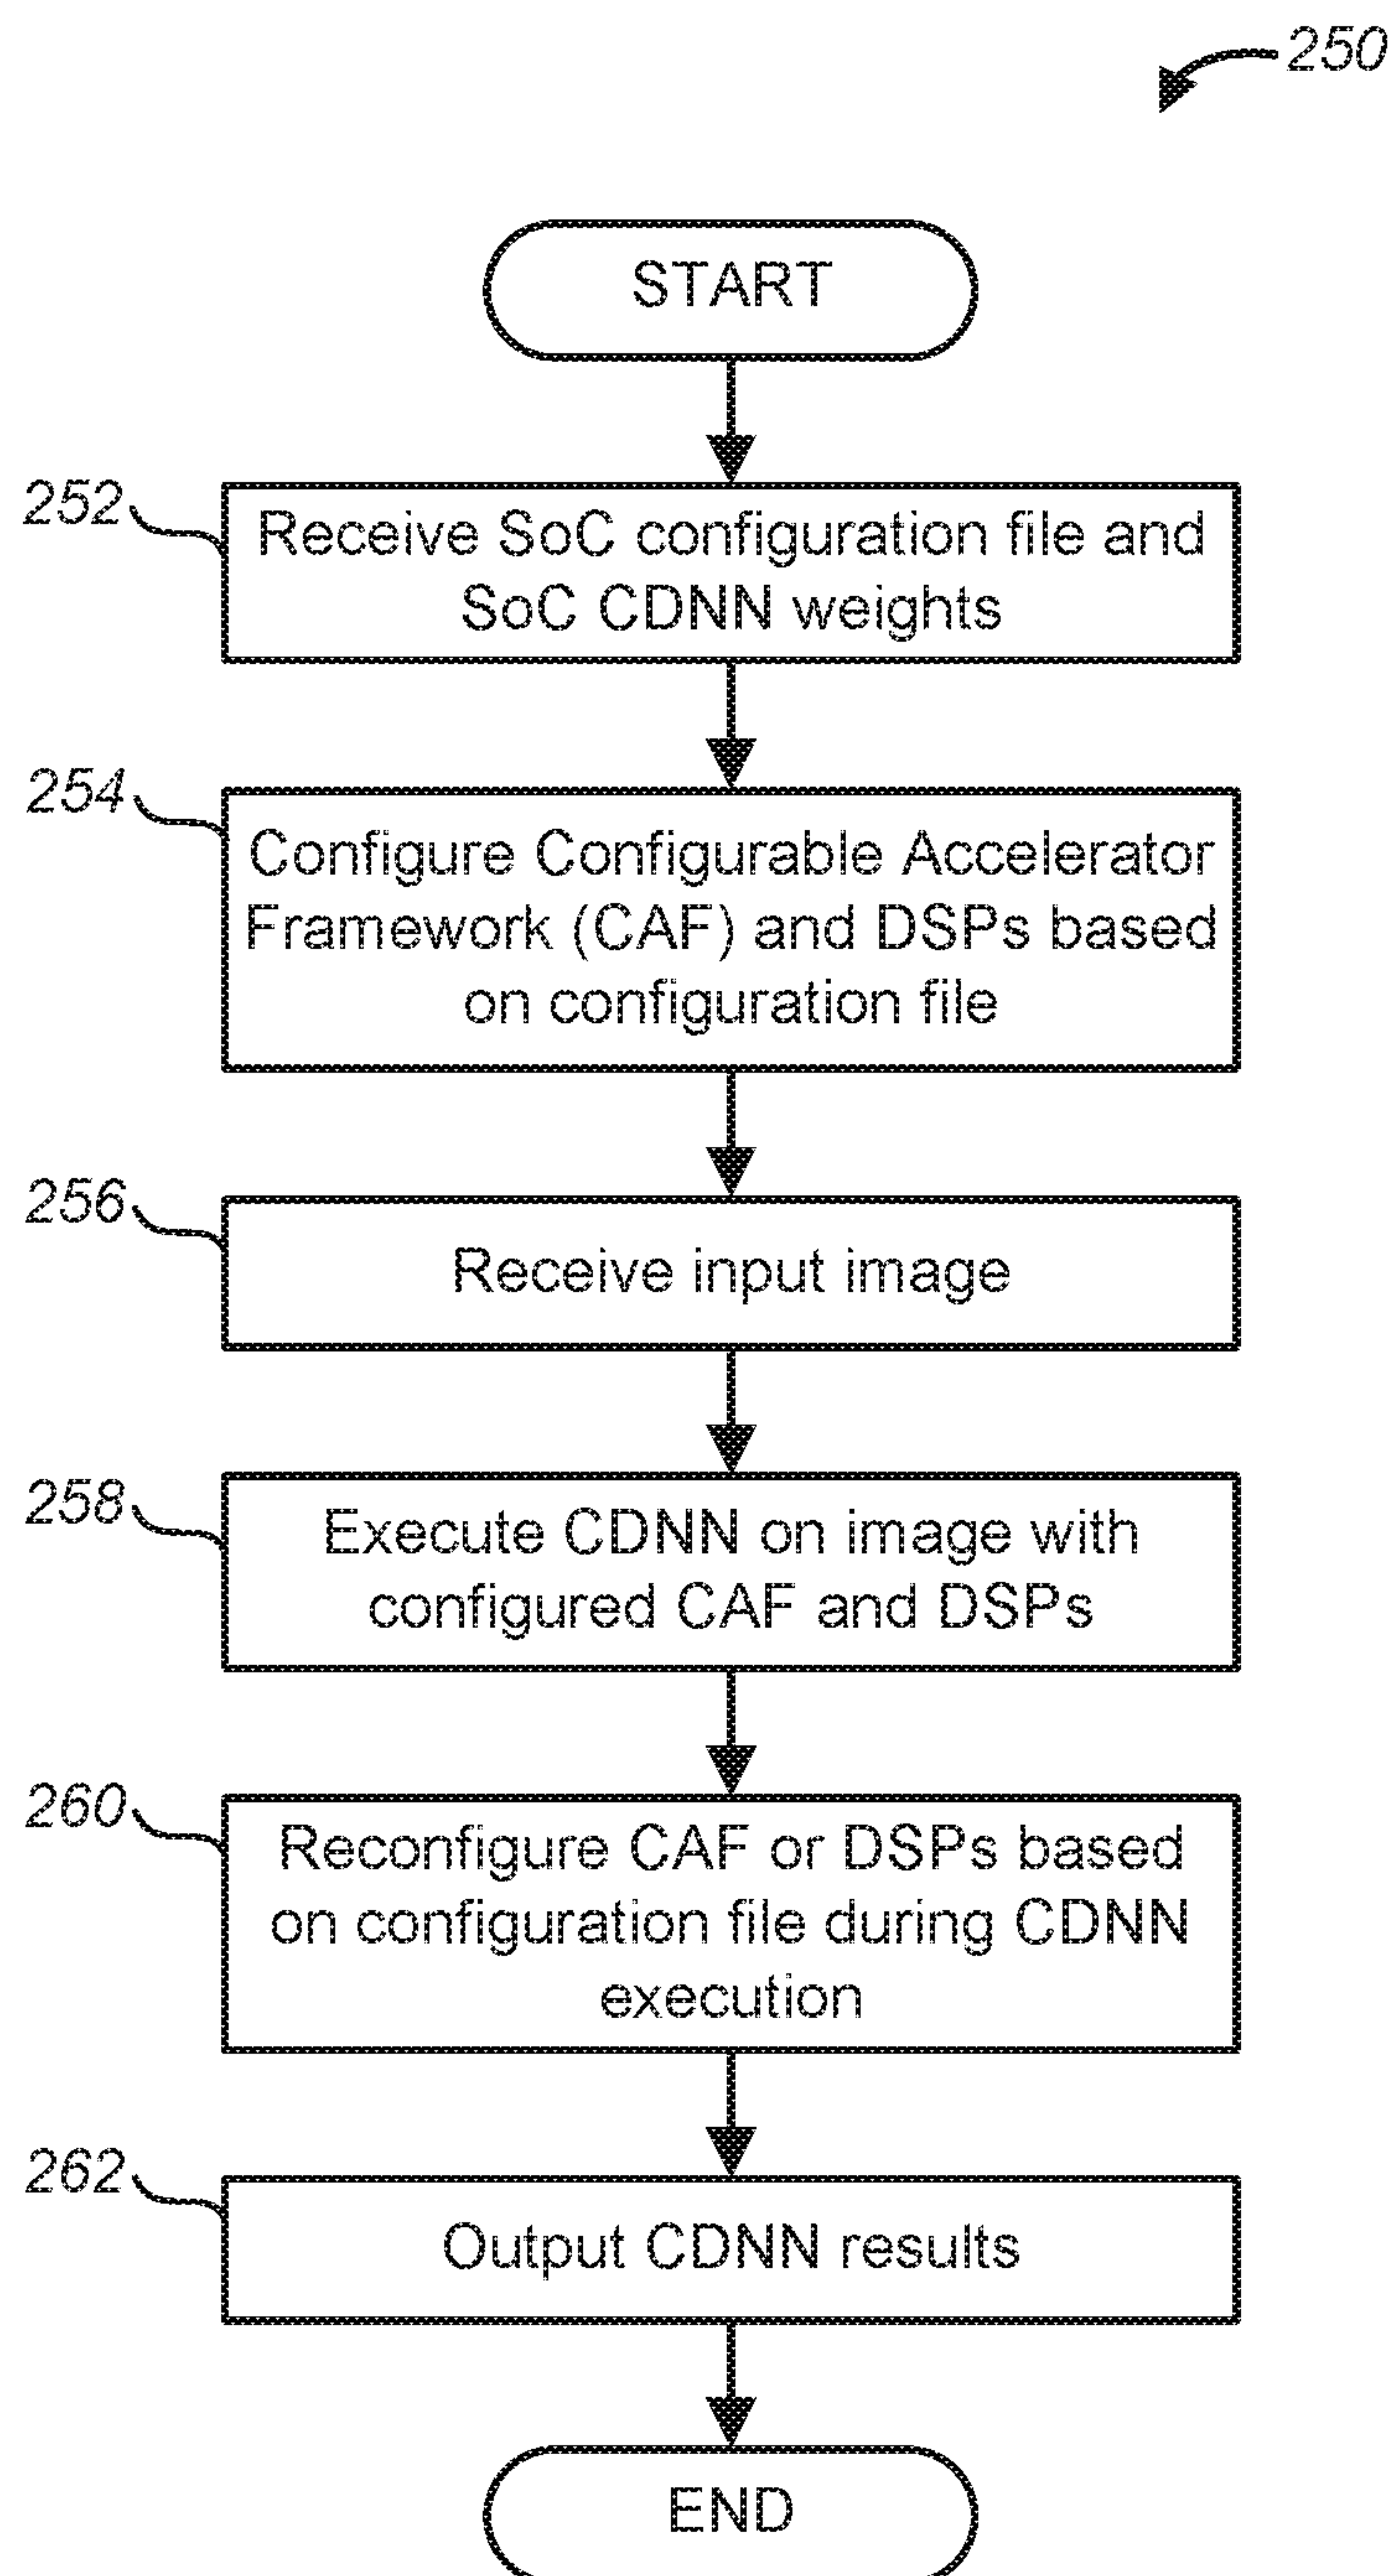 250
START
252
Receive SoC configuration file and
SoC CDNN weights
254
Configure Configurable Accelerator
Framework (CAF) and DSPs based
on configuration file
256
Receive input image
258
Execute CDNN on image with
configured CAF and DSPs
260
Reconfigure CAF or DSPs based
on configuration file during CDNN
execution
262
Output CDNN results
END